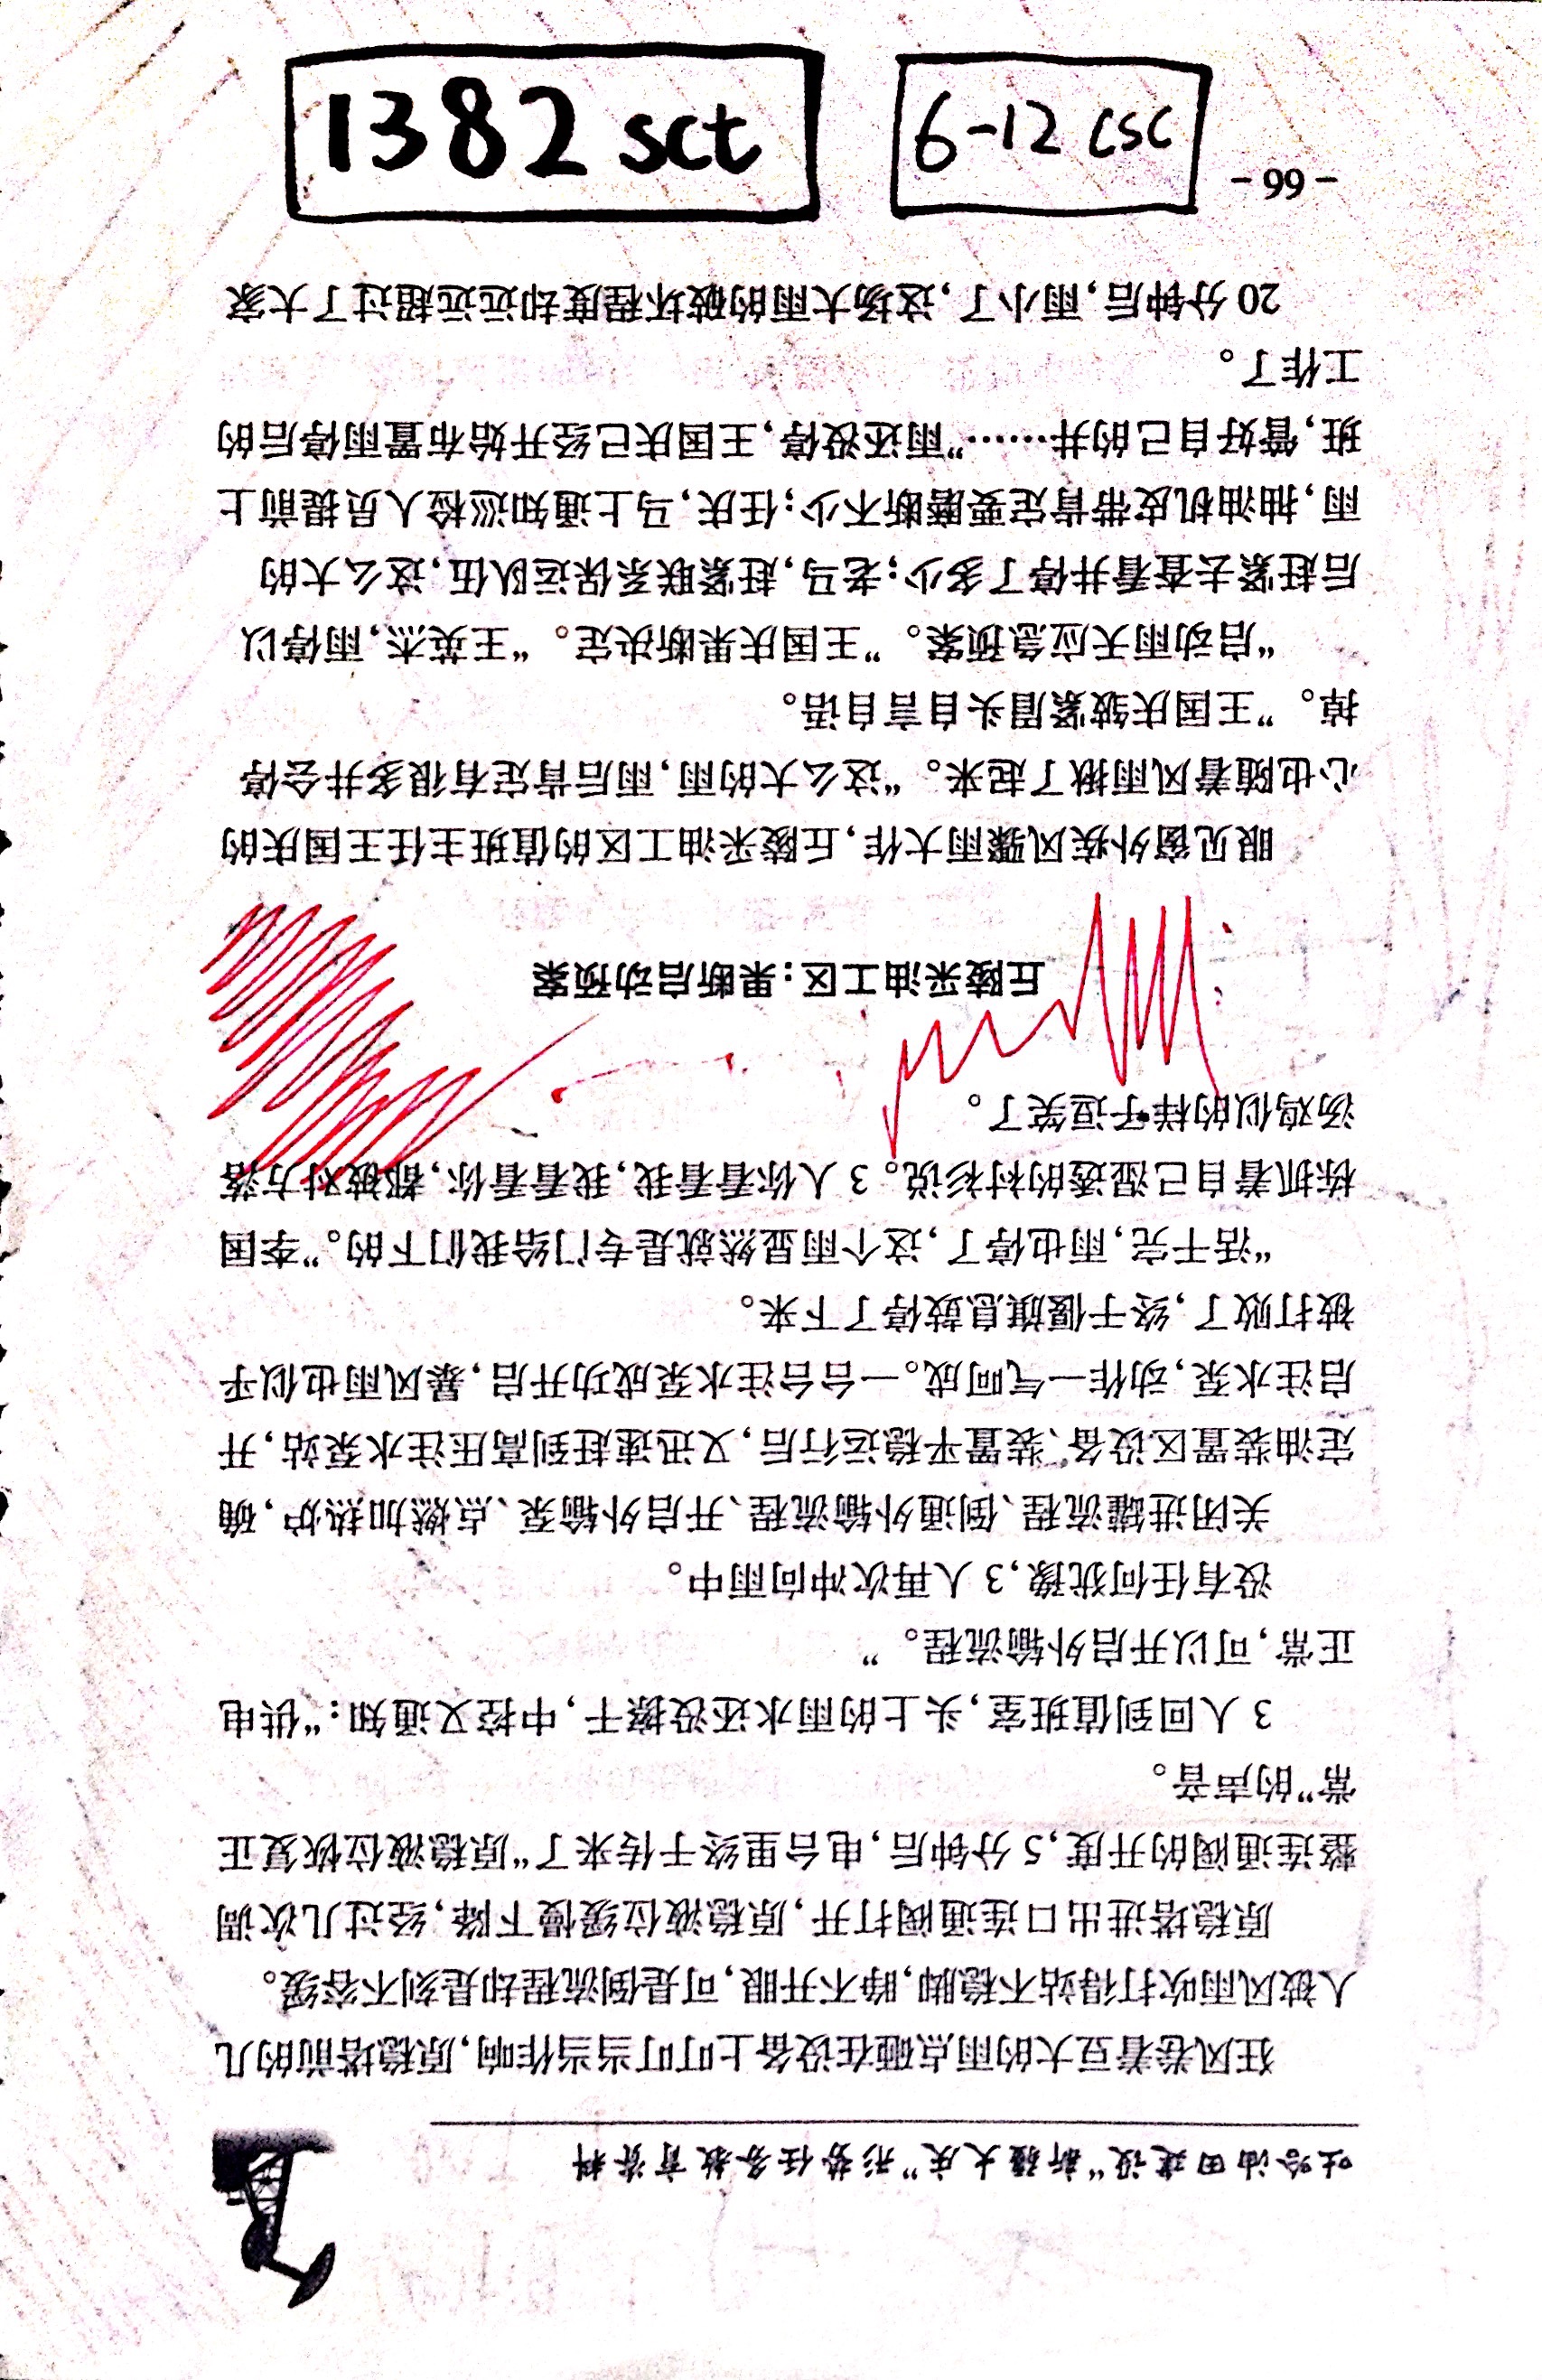 吐哈油田建设“新疆大庆”形势任务教育资料
狂风卷着豆大的雨点砸在设备上叮叮当当作响,原稳塔前的几
人被风雨吹打得站不稳脚,睁不开眼,可是倒流程却是刻不容缓。
原稳塔进出口连通阀打开,原稳液位缓慢下降,经过几次调
整连通阀的开度,5 分钟后,电台里终于传来了“原稳液位恢复正
常”的声音。
3 人回到值班室,头上的雨水还没擦干,中控又通知:“供电
正常,可以开启外输流程。”
没有任何犹豫,3 人再次冲向雨中。
关闭进罐流程、倒通外输流程、开启外输泵、点燃加热炉,确
定油装置区设备、装置平稳运行后,又迅速赶到高压注水泵站,开
启注水泵,动作一气呵成。一台台注水泵成功开启,暴风雨也似乎
被打败了,终于偃旗息鼓停了下来。
“活干完,雨也停了,这个雨显然就是专门给我们下的。”李国
栋抓着自己湿透的衬衫说。3 人你看看我,我看看你,都被对方落
汤鸡似的样子逗笑了。
丘陵采油工区:果断启动预案
眼见窗外疾风骤雨大作,丘陵采油工区的值班主任王国庆的
心也随着风雨揪了起来。“这么大的雨,雨后肯定有很多井会停
掉。”王国庆皱紧眉头自言自语。
“启动雨天应急预案。”王国庆果断决定。“王英杰,雨停以
后赶紧去查看井停了多少;老马,赶紧联系保运队伍,这么大的
雨,抽油机皮带肯定要磨断不少;任庆,马上通知巡检人员提前上
班,管好自己的井……”雨还没停,王国庆已经开始布置雨停后的
工作了。
20 分钟后,雨小了,这场大雨的破坏程度却远远超过了大家
- 66 -
1382 sct
6-12 csc